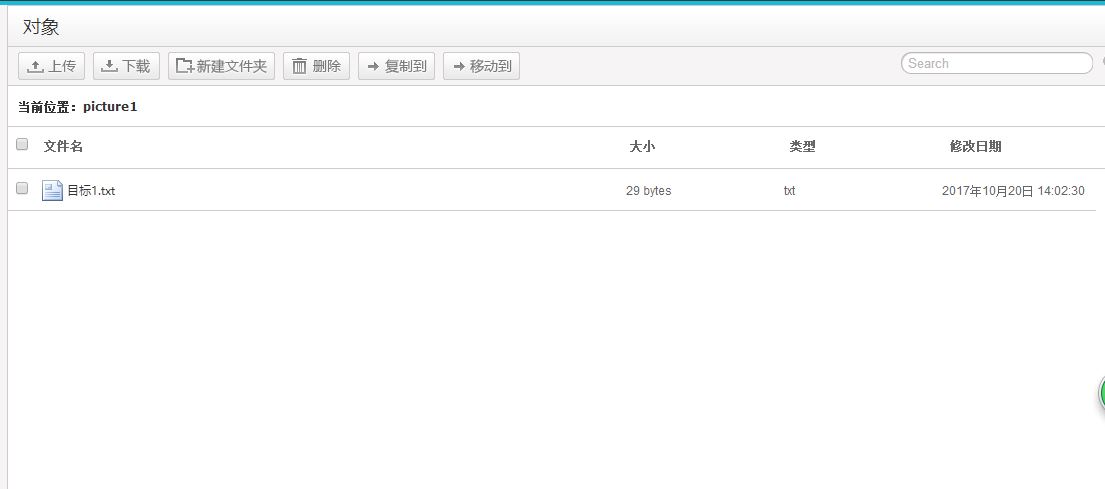 对象
上传 下载 新建文件夹 删除 复制到 移动到 Search
当前位置：picture1
文件名 大小 类型 修改日期
目标1.txt 29 bytes txt 2017年10月20日 14:02:30